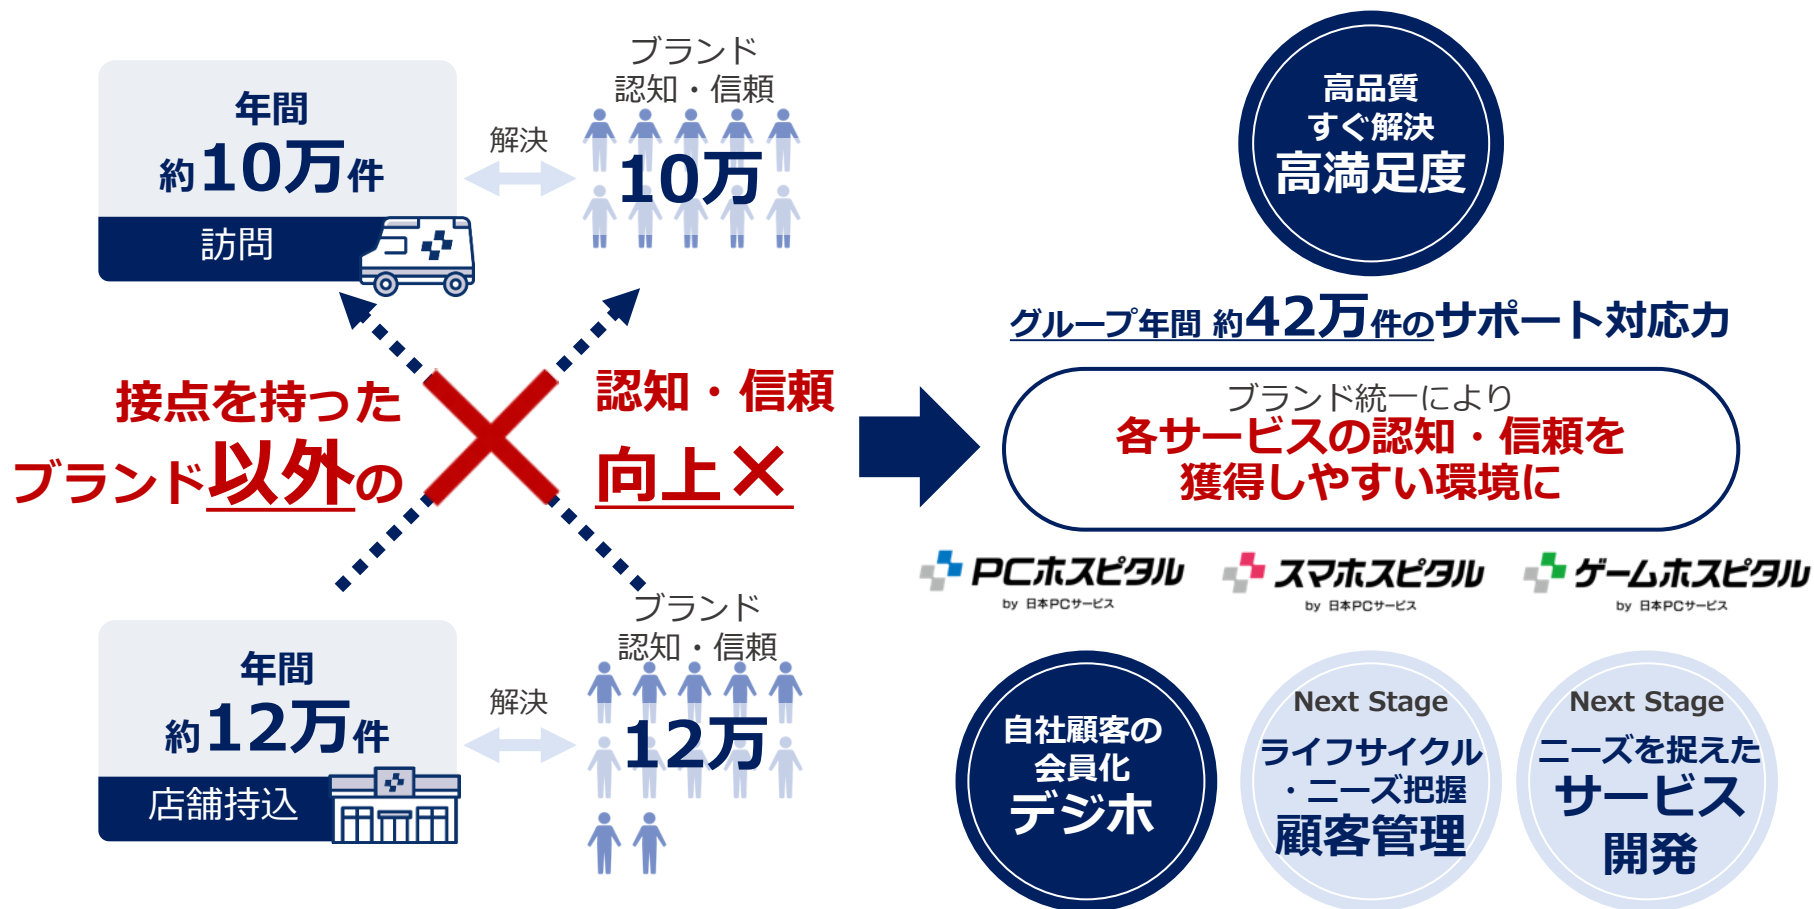 年間
約10万件
訪問
解決
ブランド
認知・信頼
10万
接点を持った
ブランド以外の
認知・信頼
向上×
年間
約12万件
店舗持込
解決
ブランド
認知・信頼
12万
高品質
すぐ解決
高満足度
グループ年間 約42万件のサポート対応力
ブランド統一により
各サービスの認知・信頼を
獲得しやすい環境に
PCホスピタル
by 日本PCサービス
スマホスピタル
by 日本PCサービス
ゲームホスピタル
by 日本PCサービス
自社顧客の
会員化
デジホ
Next Stage
ライフサイクル
・ニーズ把握
顧客管理
Next Stage
ニーズを捉えた
サービス
開発